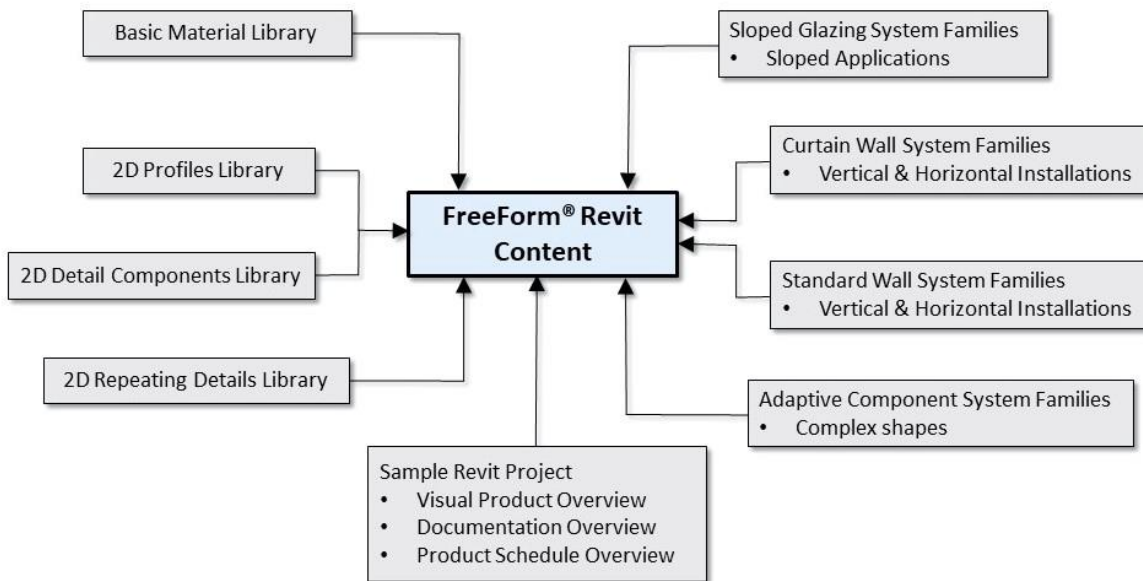 Basic Material Library
2D Profiles Library
2D Detail Components Library
2D Repeating Details Library
FreeForm® Revit
Content
Sample Revit Project
• Visual Product Overview
• Documentation Overview
• Product Schedule Overview
Sloped Glazing System Families
• Sloped Applications
Curtain Wall System Families
• Vertical & Horizontal Installations
Standard Wall System Families
• Vertical & Horizontal Installations
Adaptive Component System Families
• Complex shapes